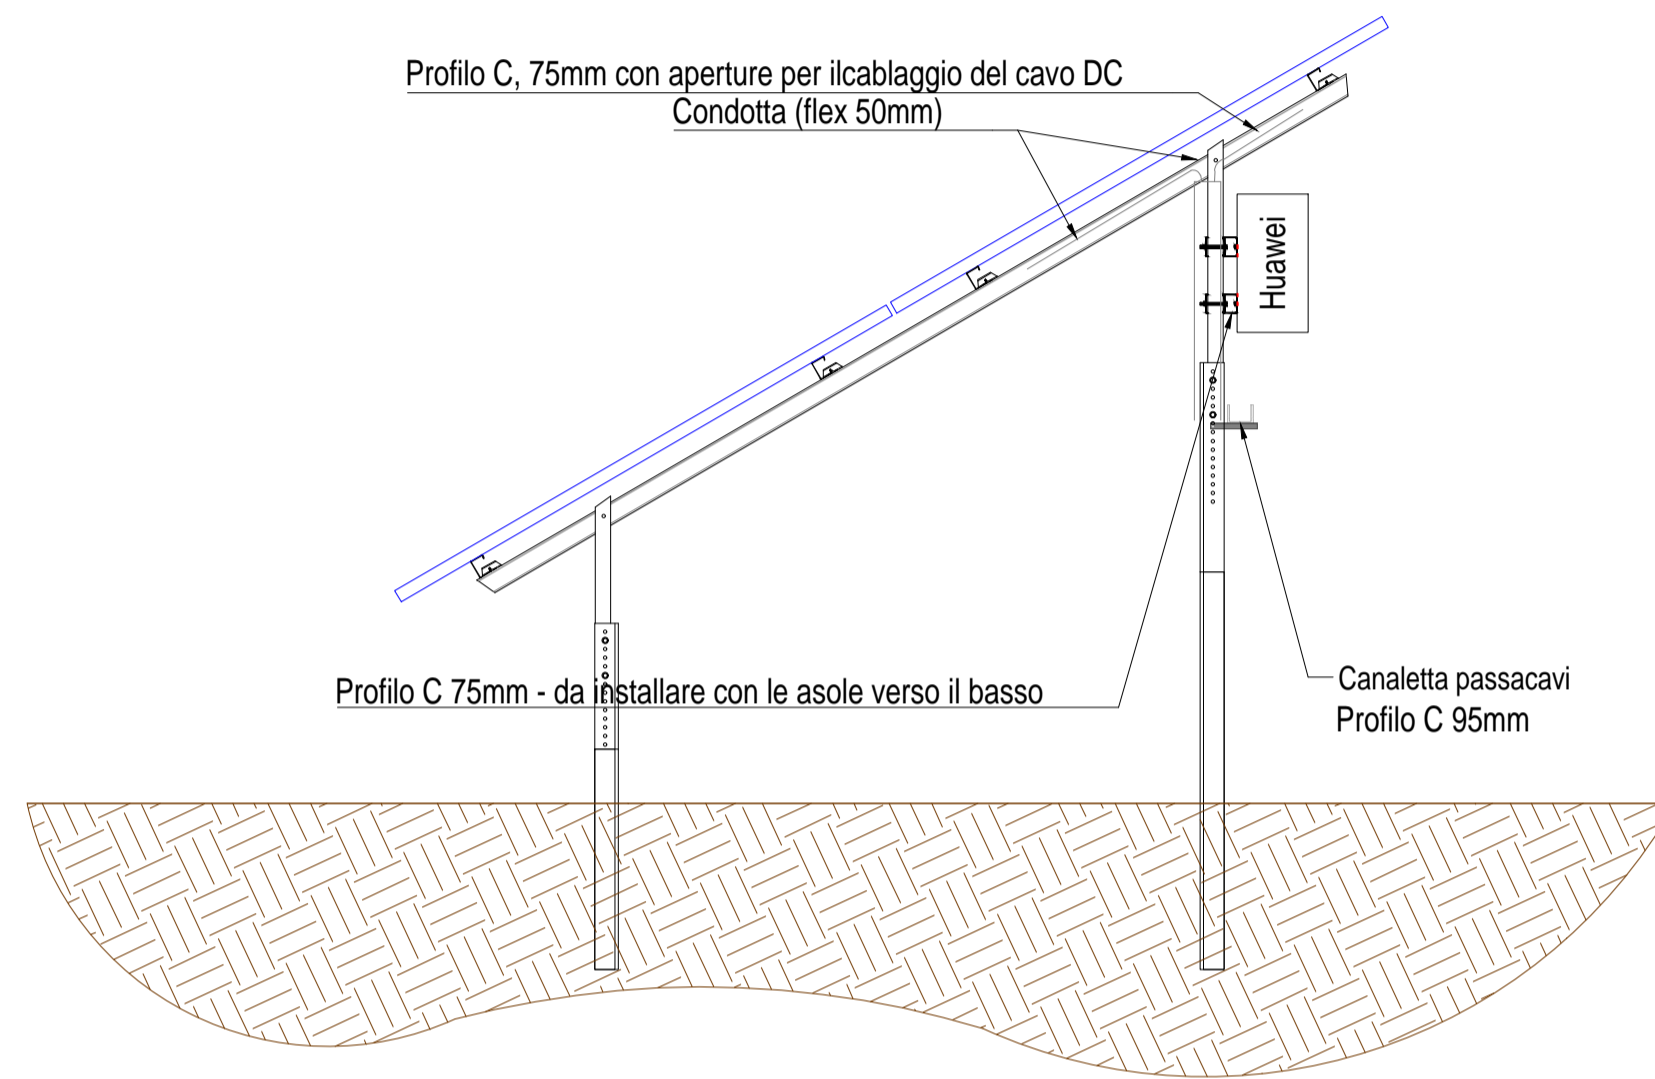 Profilo C, 75mm con aperture per ilcablaggio del cavo DC
Condotta (flex 50mm)
Huawei
Profilo C 75mm - da installare con le asole verso il basso
Canaletta passacavi
Profilo C 95mm